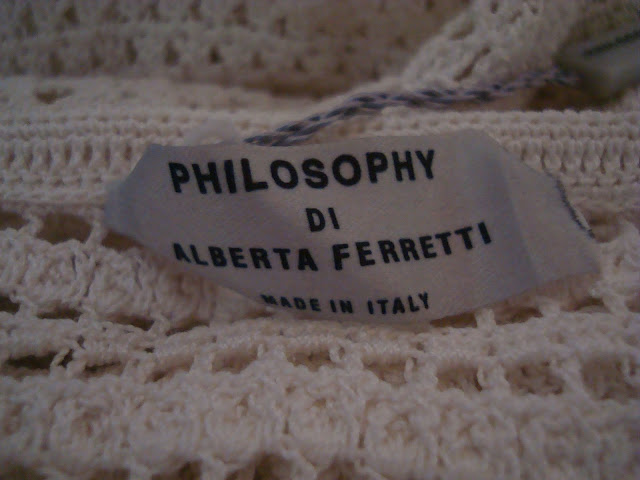 PHILOSOPHY
DI
ALBERTA FERRETTI
MADE IN ITALY